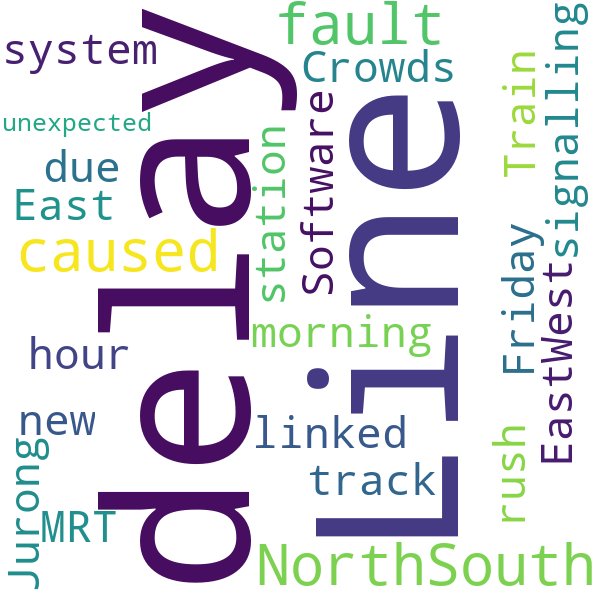 system
fault
Crowds
unexpected
delay
Line
Train
signalling
due
East
station
Software
caused
Friday
EastWest
hour
morning
new
linked
track
rush
Jurong
MRT
NorthSouth